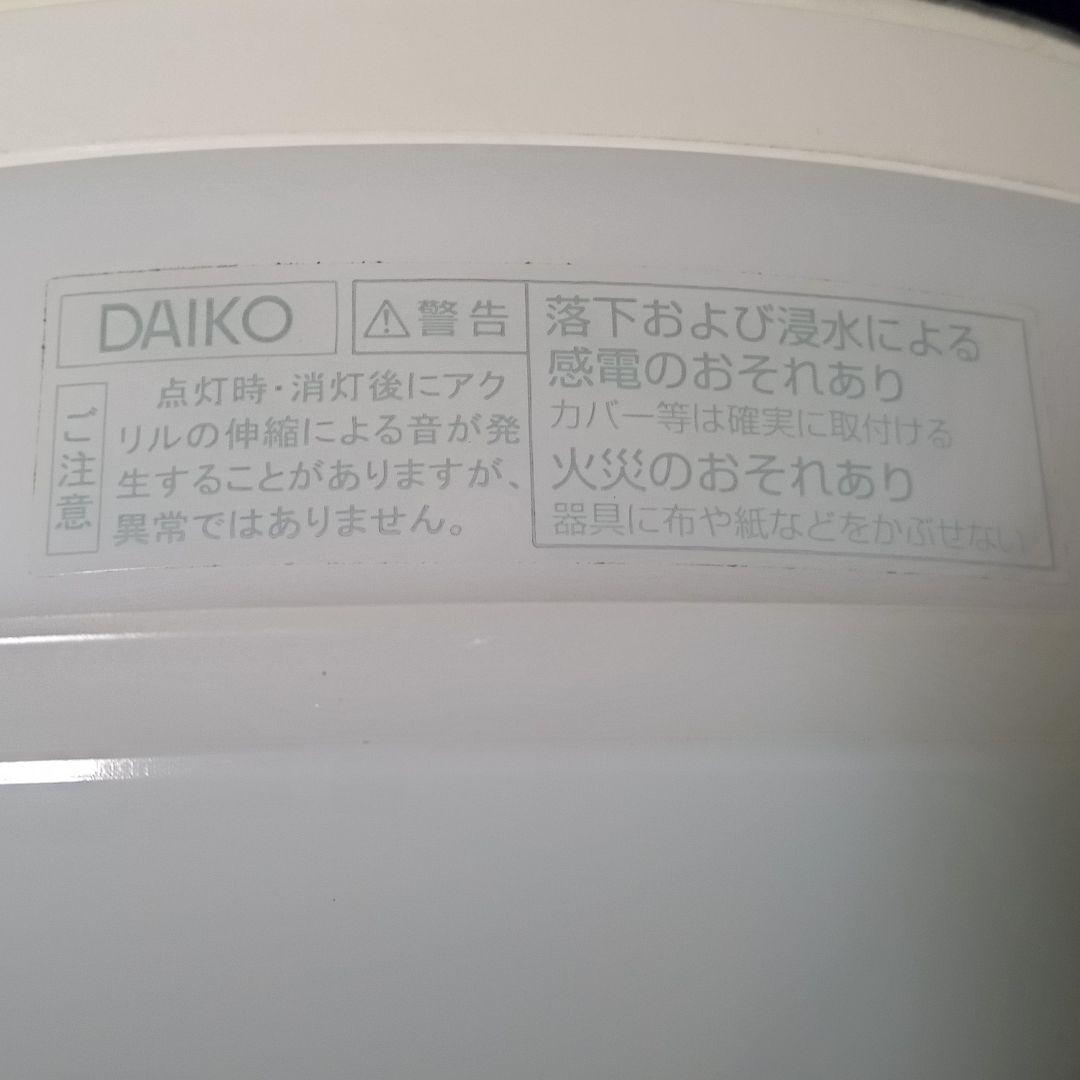 DAIKO
⚠警告
落下および浸水による
感電のおそれあり
カバー等は確実に取付ける
火災のおそれあり
器具に布や紙などをかぶせない
ご注意
点灯時・消灯後にアク
リルの伸縮による音が発
生することがありますが、
異常ではありません。